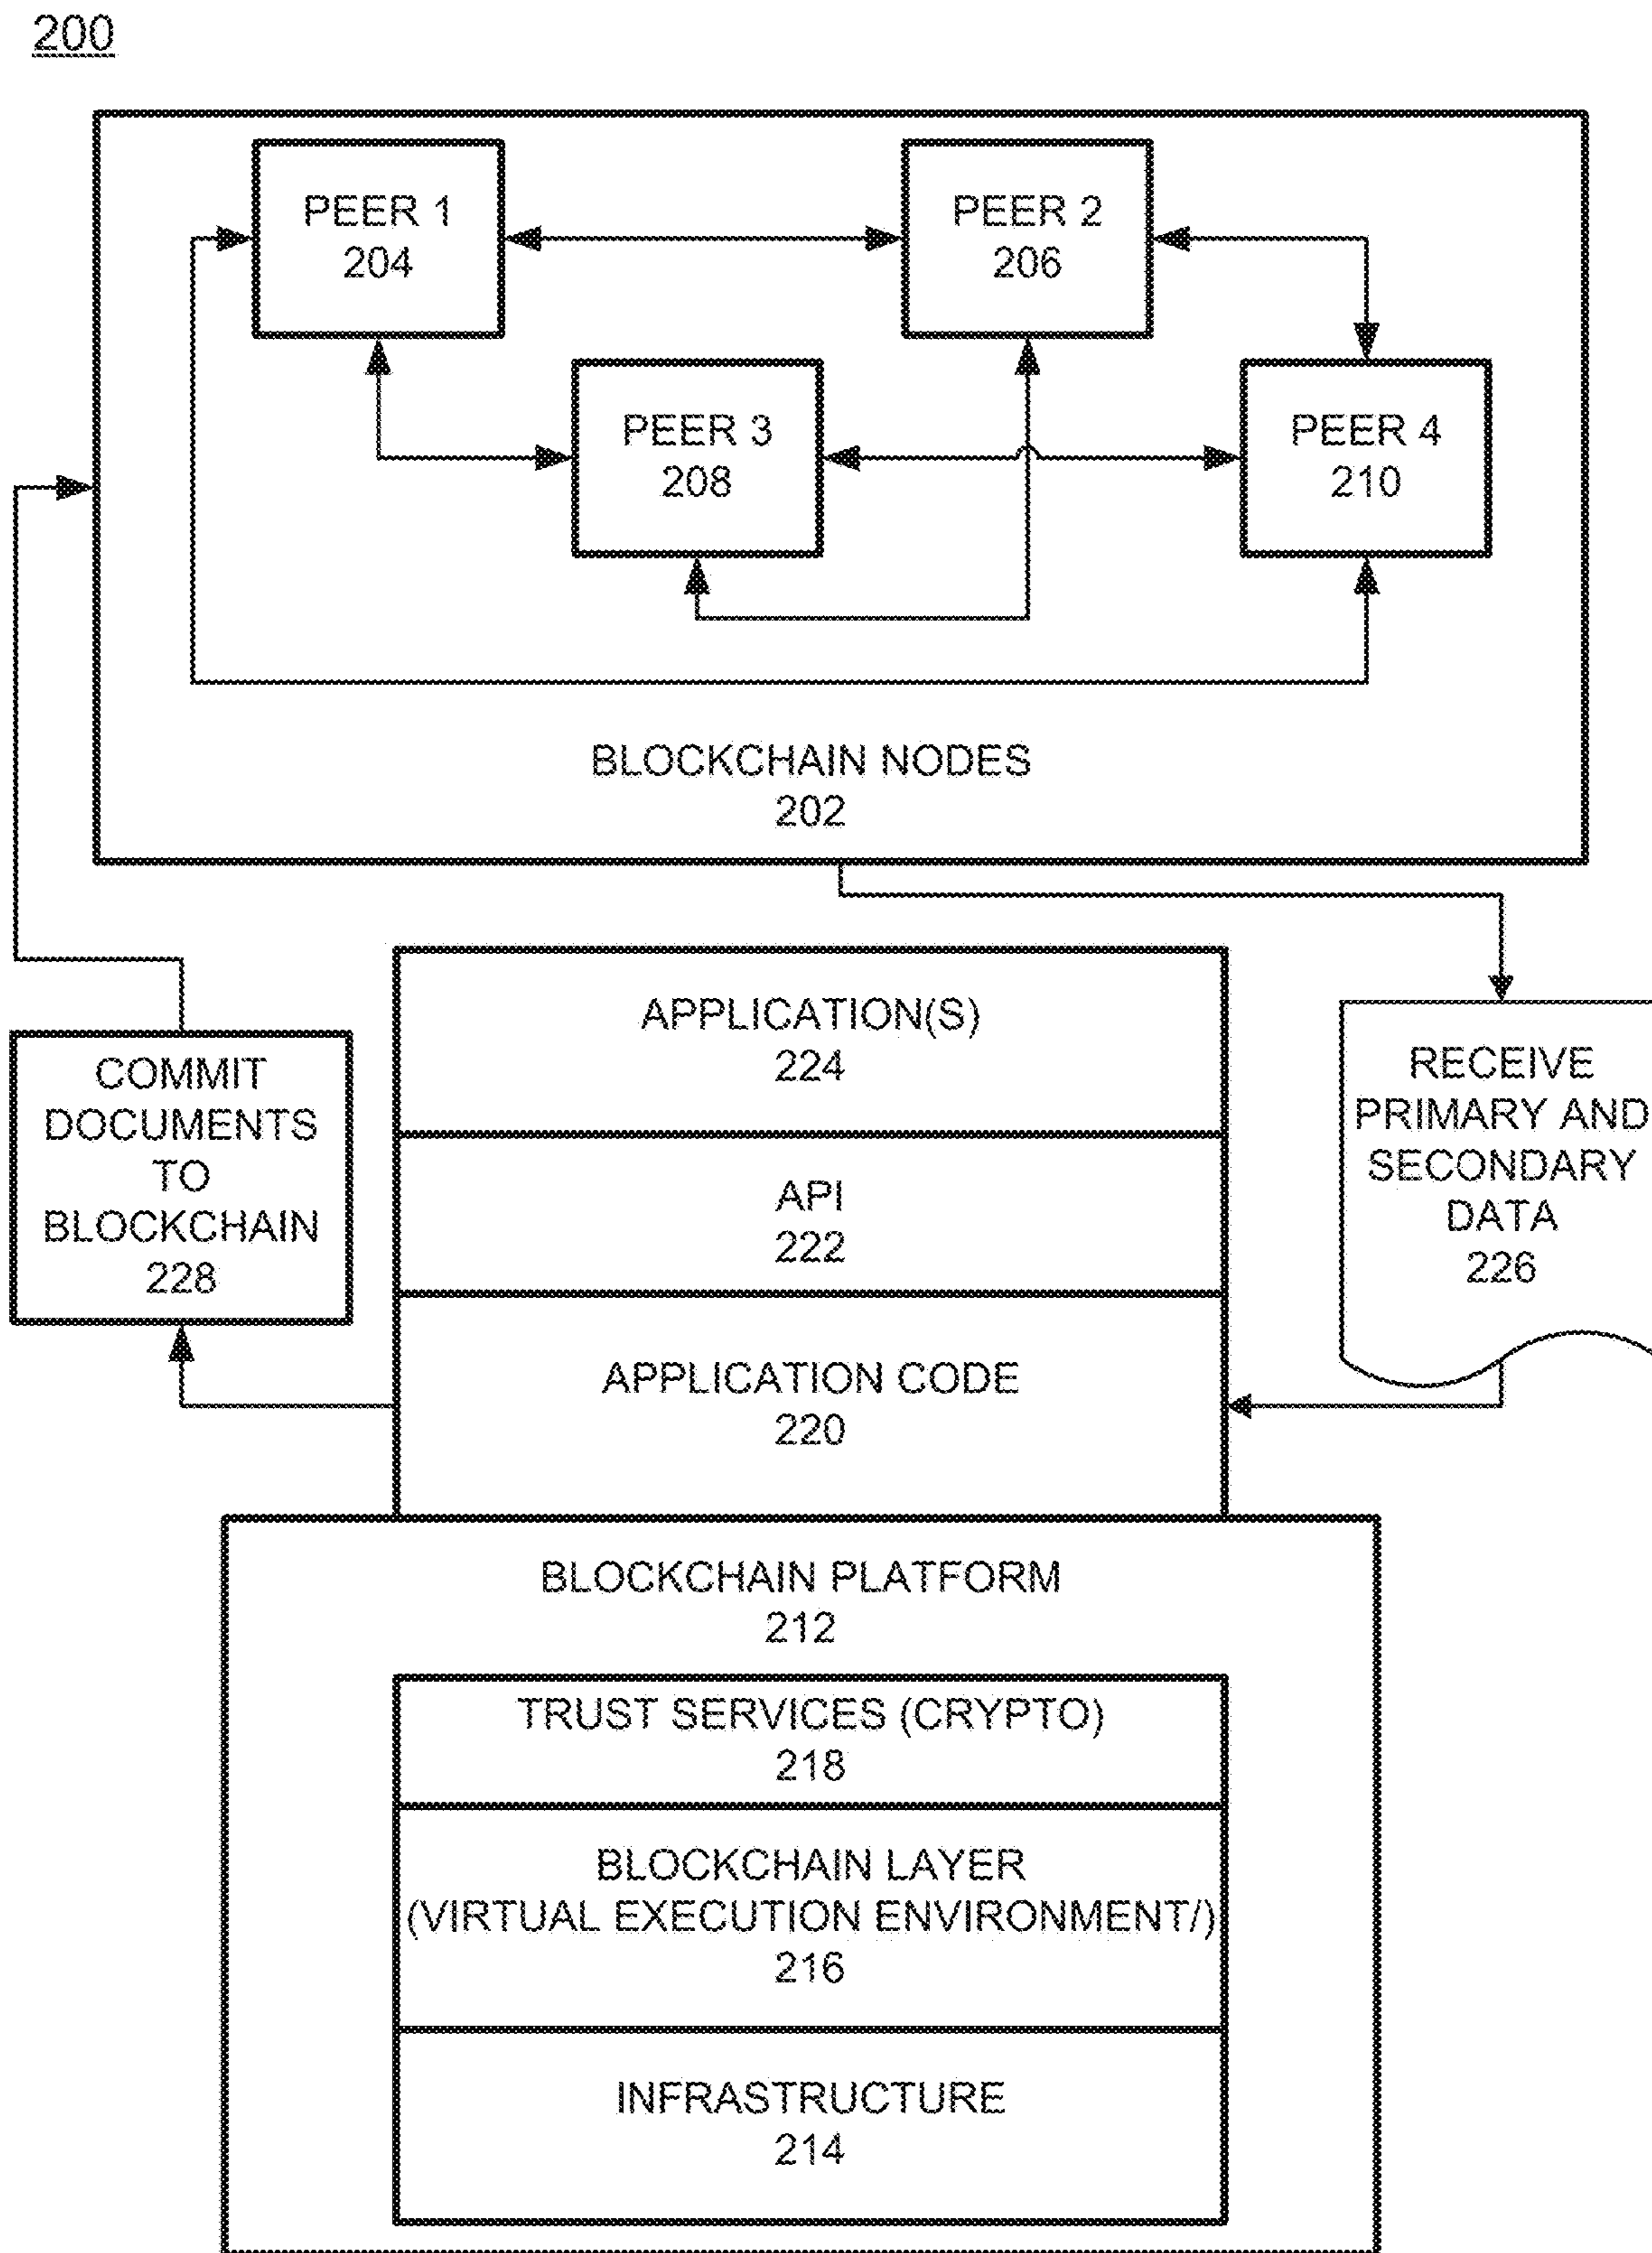 200
PEER 1
204
PEER 2
206
PEER 3
208
PEER 4
210
BLOCKCHAIN NODES
202
APPLICATION(S)
224
COMMIT
DOCUMENTS
TO
BLOCKCHAIN
228
RECEIVE
PRIMARY AND
SECONDARY
DATA
226
API
222
APPLICATION CODE
220
BLOCKCHAIN PLATFORM
212
TRUST SERVICES (CRYPTO)
218
BLOCKCHAIN LAYER
(VIRTUAL EXECUTION ENVIRONMENT/)
216
INFRASTRUCTURE
214